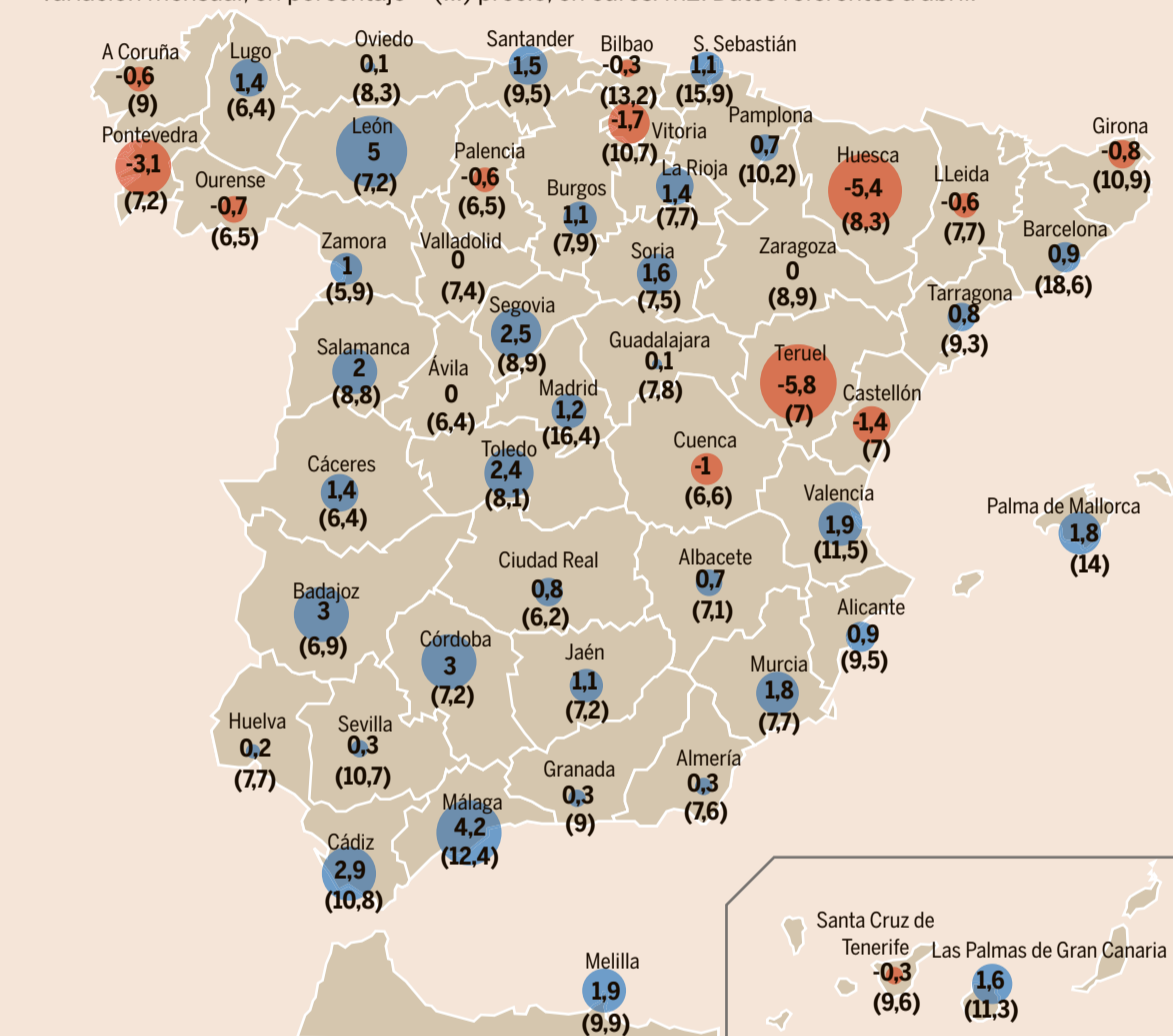 A Coruña
-0,6
(9)
Lugo
1,4
(6,4)
Oviedo
0,1
(8,3)
Santander
1,5
(9,5)
Bilbao
-0,3
(13,2)
S. Sebastián
1,1
(15,9)
Pontevedra
-3,1
(7,2)
Ourense
-0,7
(6,5)
León
5
(7,2)
Palencia
-0,6
(6,5)
Burgos
1,1
(7,9)
-1,7
Vitoria
(10,7)
La Rioja
1,4
(7,7)
Pamplona
0,7
(10,2)
Huesca
-5,4
(8,3)
LLeida
-0,6
(7,7)
Girona
-0,8
(10,9)
Barcelona
0,9
(18,6)
Zamora
1
(5,9)
Valladolid
0
(7,4)
Soria
1,6
(7,5)
Zaragoza
0
(8,9)
Tarragona
0,8
(9,3)
Segovia
2,5
(8,9)
Salamanca
2
(8,8)
Ávila
0
(6,4)
Madrid
1,2
(16,4)
Guadalajara
0,1
(7,8)
Teruel
-5,8
(7)
Castellón
-1,4
(7)
Cáceres
1,4
(6,4)
Toledo
2,4
(8,1)
Cuenca
-1
(6,6)
Valencia
1,9
(11,5)
Palma de Mallorca
1,8
(14)
Badajoz
3
(6,9)
Ciudad Real
0,8
(6,2)
Albacete
0,7
(7,1)
Alicante
0,9
(9,5)
Córdoba
3
(7,2)
Jaén
1,1
(7,2)
Murcia
1,8
(7,7)
Huelva
0,2
(7,7)
Sevilla
0,3
(10,7)
Granada
0,3
(9)
Almería
0,3
(7,6)
Málaga
4,2
(12,4)
Cádiz
2,9
(10,8)
Melilla
1,9
(9,9)
Santa Cruz de
Tenerife
-0,3
(9,6)
Las Palmas de Gran Canaria
1,6
(11,3)